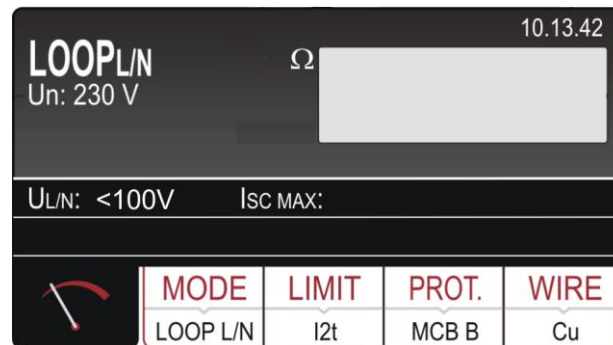 10.13.42
LOOPL/N
Ω
Un: 230 V
UL/N: <100V ISC MAX:
MODE LIMIT PROT. WIRE
LOOP L/N I2t MCB B Cu